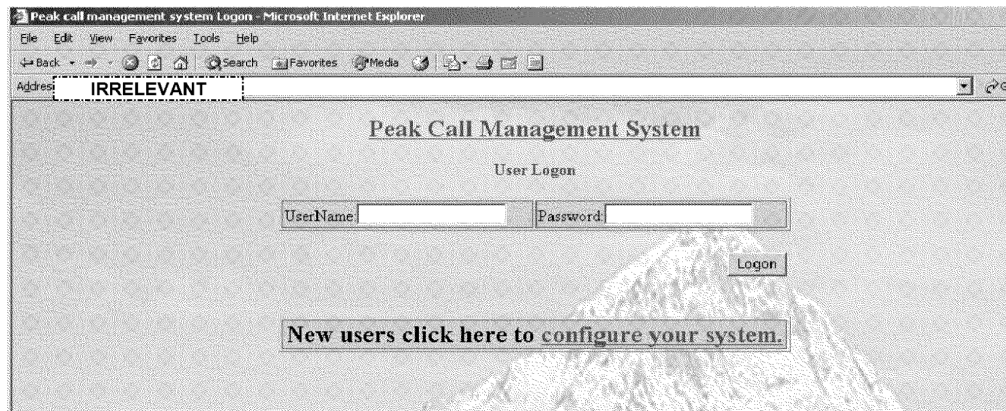 Peak call management system Logon - Microsoft Internet Explorer
File Edit View Favorites Tools Help
Back Search Favorites Media
Addres IRRELEVANT
Peak Call Management System
User Logon
UserName: Password:
Logon
New users click here to configure your system.